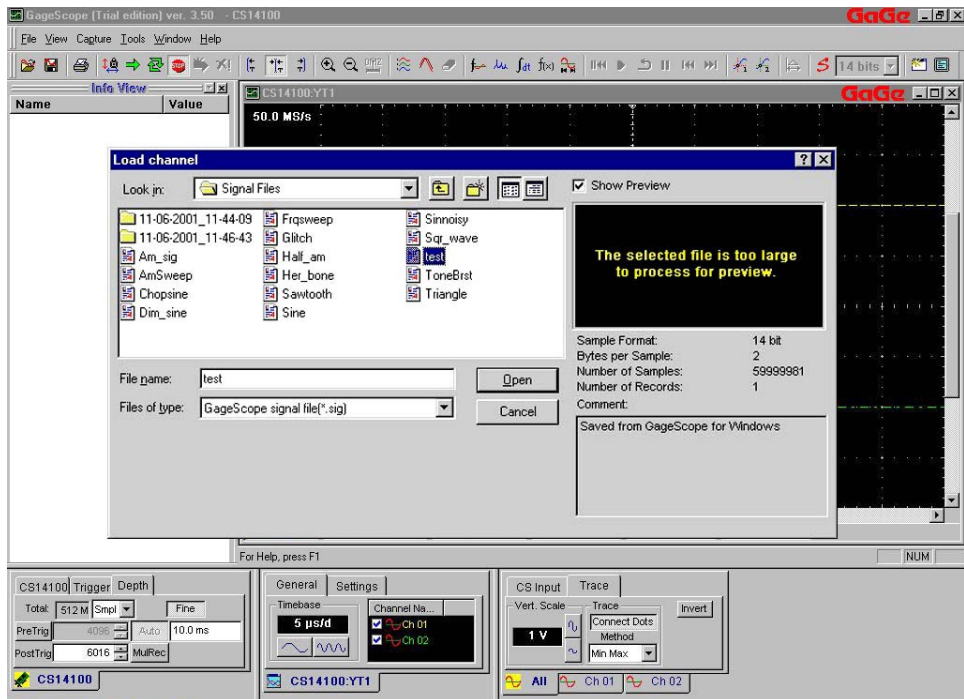 GageScope (Trial edition) ver. 3.50 - CS14100
GaGe
File View Capture Tools Window Help
14 bits
Info View
Name Value
CS14100:YT1
GaGe
50.0 MS/s
Load channel
Look in: Signal Files
Show Preview
11-06-2001_11-44-09
11-06-2001_11-46-43
Am_sig
AmSweep
Chopsine
Dim_sine
Frqsweep
Glitch
Half_am
Her_bone
Sawtooth
Sine
Sinnoisy
Sqr_wave
test
ToneBrst
Triangle
The selected file is too large
to process for preview.
Sample Format: 14 bit
Bytes per Sample: 2
Number of Samples: 59999981
Number of Records: 1
Comment:
Saved from GageScope for Windows
File name: test
Open
Files of type: GageScope signal file(*.sig)
Cancel
For Help, press F1
NUM
CS14100 Trigger Depth
Total: 512 M Smpl Fine
PreTrig 4096 Auto 10.0 ms
PostTrig 6016 MulRec
CS14100
General Settings
Timebase
5 µs/d
Channel Na...
Ch 01
Ch 02
CS14100:YT1
CS Input Trace
Vert. Scale
1 V
Trace
Connect Dots
Method
Min Max
Invert
All Ch 01 Ch 02